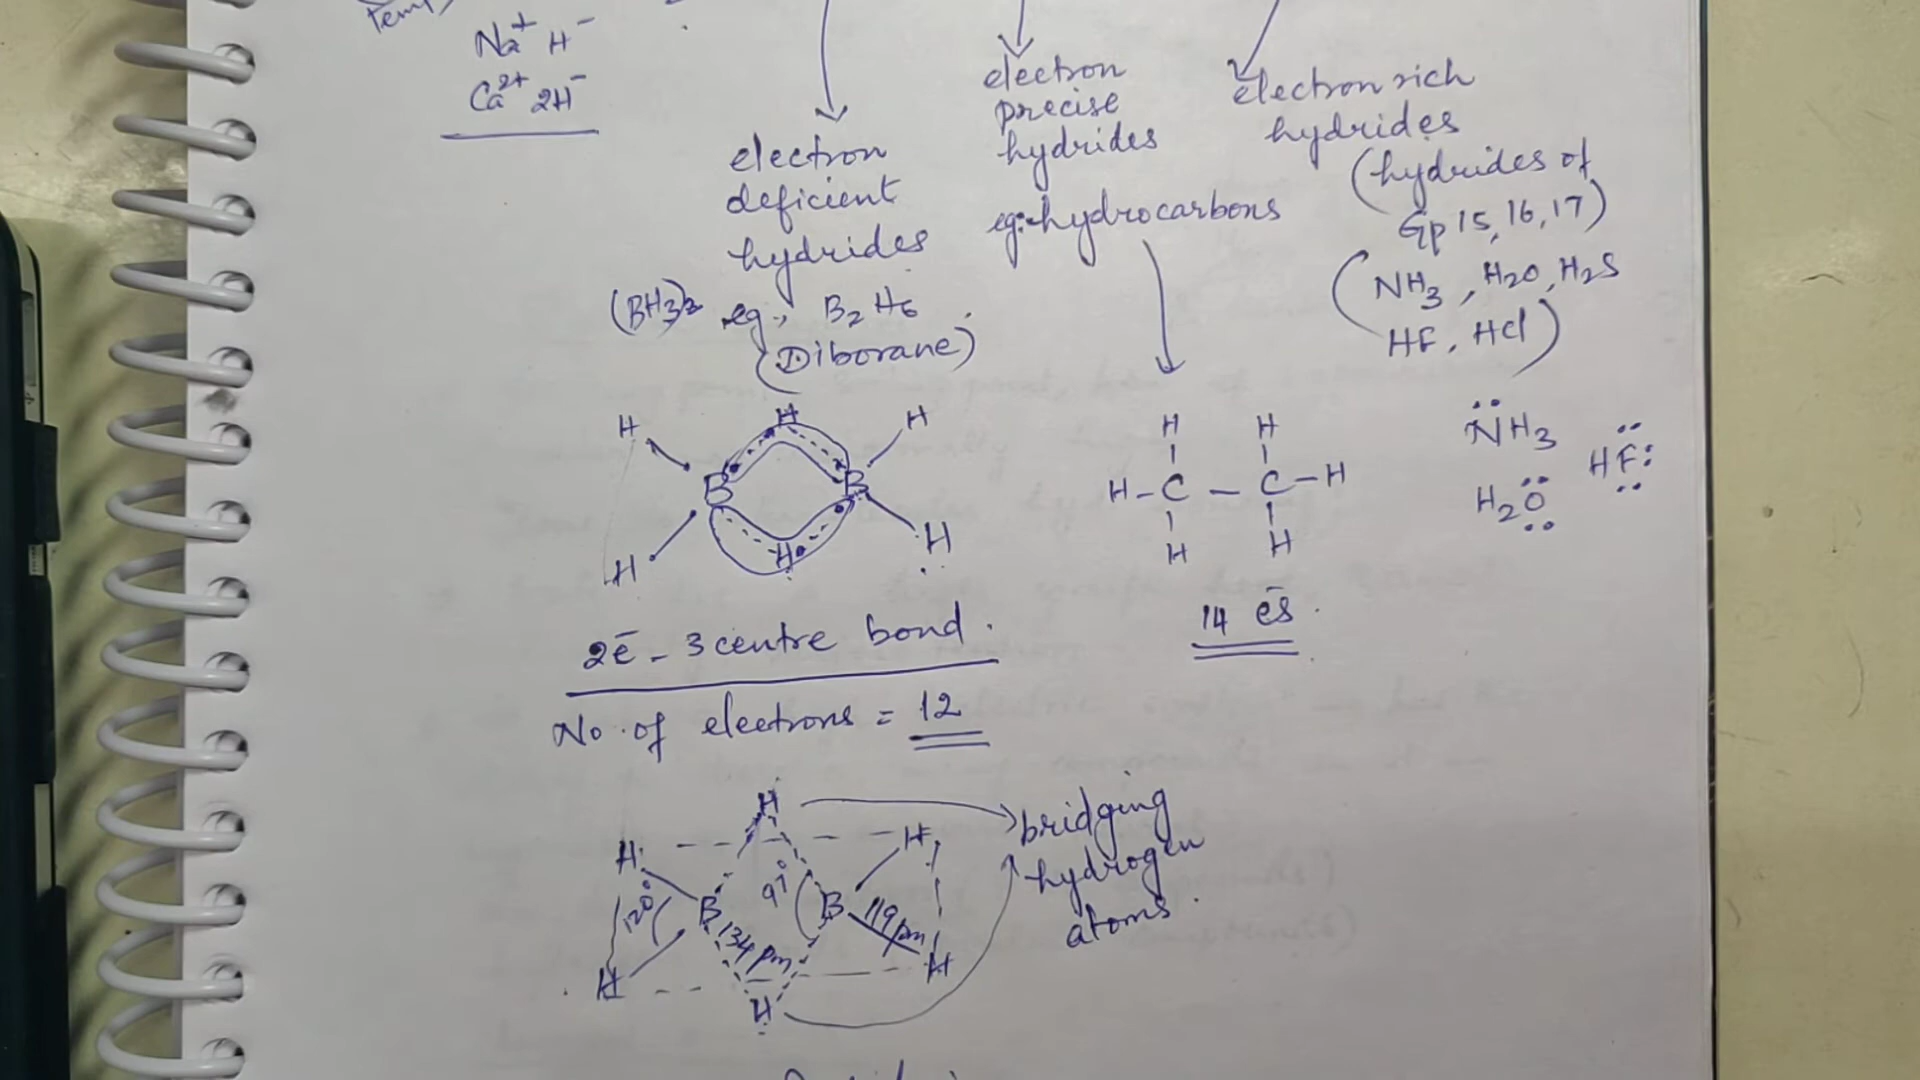 temp
Na⁺ H⁻
Ca²⁺ 2H⁻
electron
deficient
hydrides
(BH₃)₂ eg., B₂H₆
(Diborane)
electron
precise
hydrides
eg:- hydrocarbons
electron rich
hydrides
(hydrides of
Gp 15, 16, 17)
(NH₃, H₂O, H₂S
HF, HCl)
H H H
B B
H H H
2e⁻ - 3 centre bond.
No. of electrons = 12
H H
H - C - C - H
H H
14 e⁻s.
NH₃
HF
H₂O
H
H H
120° B 97° B 119 pm
134 pm
H H
H
bridging
hydrogen
atoms.